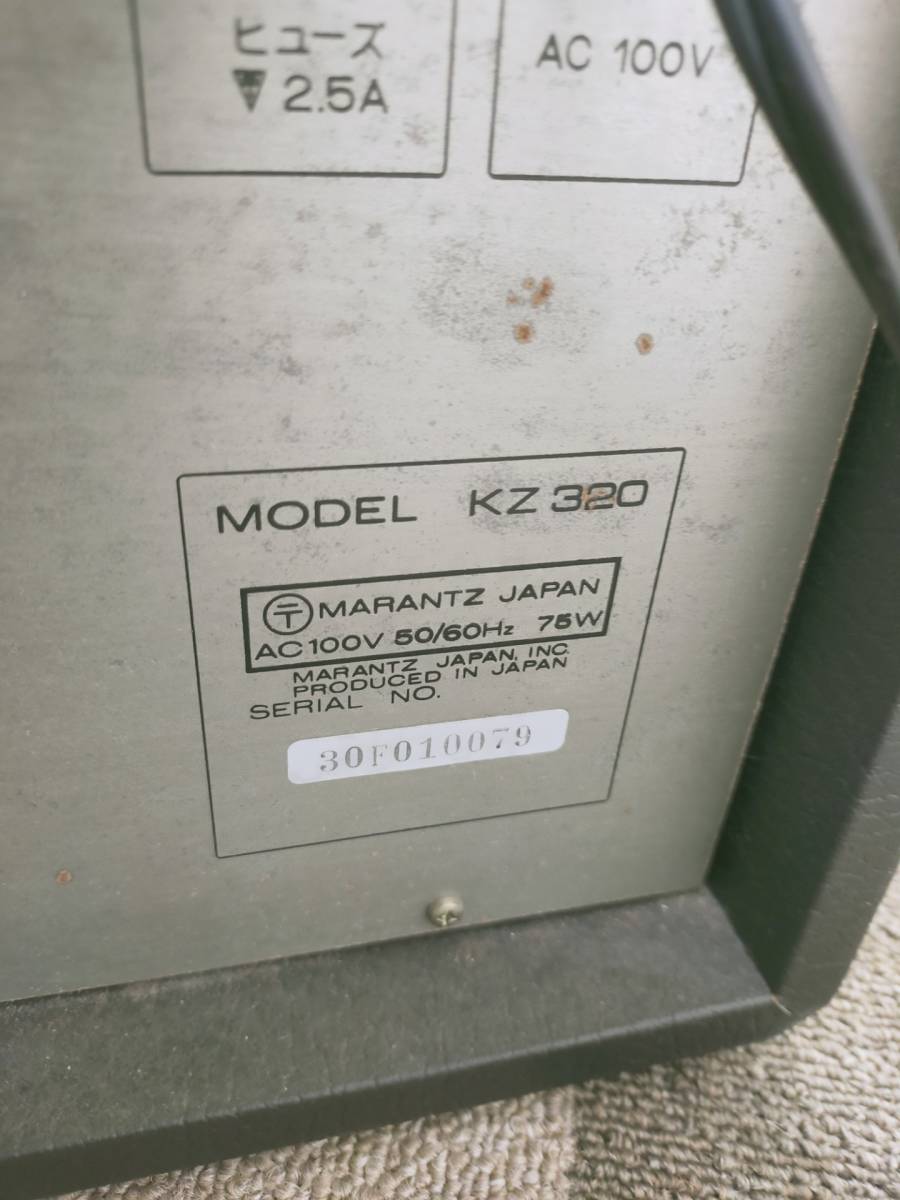 ヒューズ
▼ 2.5A
AC 100V
MODEL KZ 320
〒 MARANTZ JAPAN
AC 100V 50/60Hz 75W
MARANTZ JAPAN, INC.
PRODUCED IN JAPAN
SERIAL NO.
30F010079